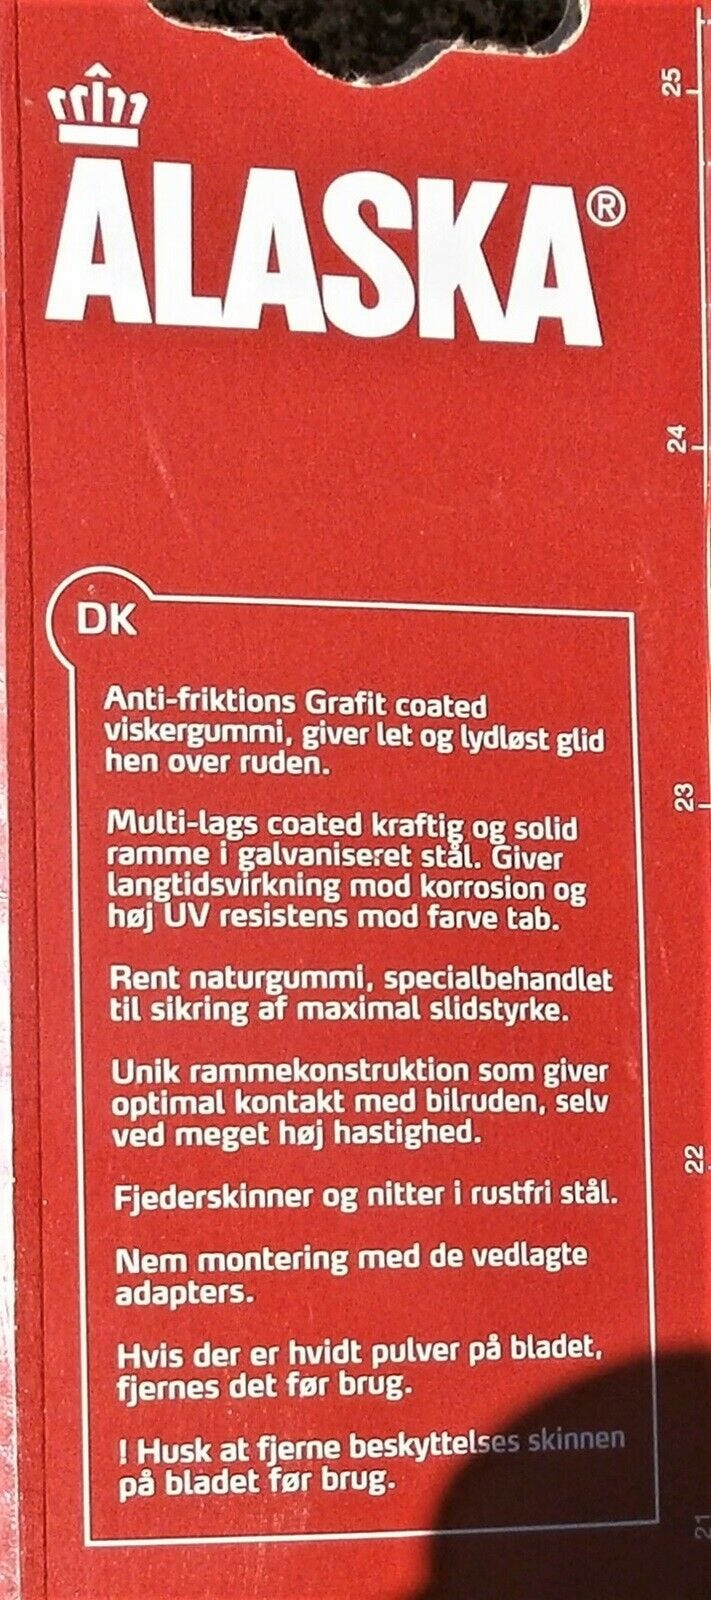 ALASKA®
DK
Anti-friktions Grafit coated
viskergummi, giver let og lydløst glid
hen over ruden.
Multi-lags coated kraftig og solid
ramme i galvaniseret stål. Giver
langtidsvirkning mod korrosion og
høj UV resistens mod farve tab.
Rent naturgummi, specialbehandlet
til sikring af maximal slidstyrke.
Unik rammekonstruktion som giver
optimal kontakt med bilruden, selv
ved meget høj hastighed.
Fjederskinner og nitter i rustfri stål.
Nem montering med de vedlagte
adapters.
Hvis der er hvidt pulver på bladet,
fjernes det før brug.
! Husk at fjerne beskyttelses skinnen
på bladet før brug.
25
24
23
22
21